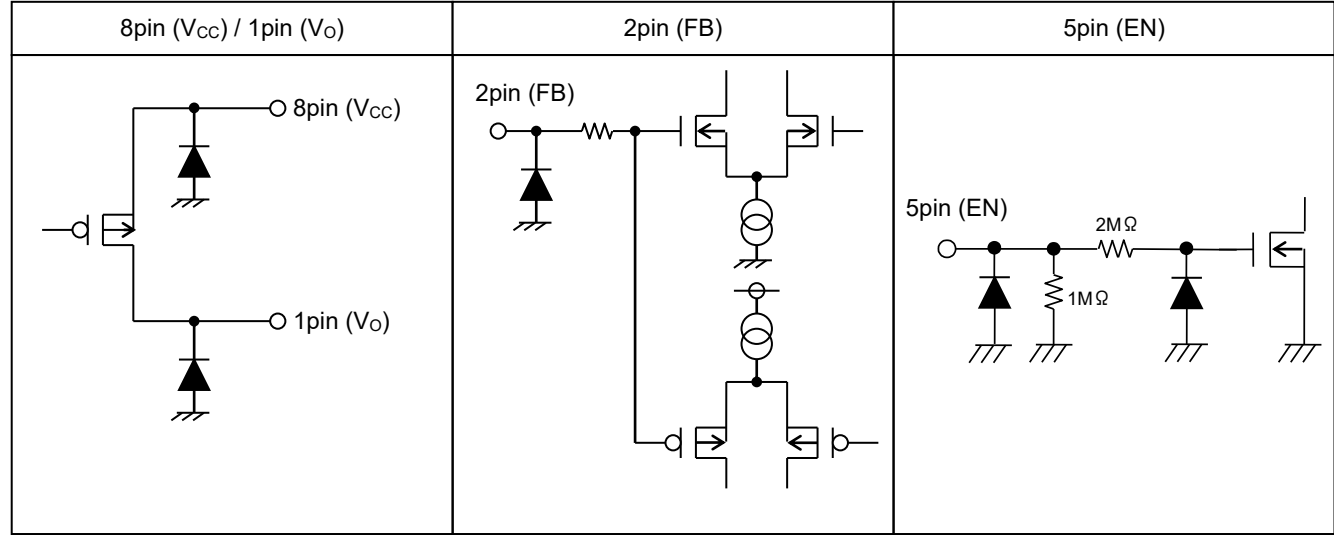 8pin (VCC) / 1pin (VO)
2pin (FB)
5pin (EN)
8pin (VCC)
1pin (VO)
2pin (FB)
5pin (EN)
2MΩ
1MΩ